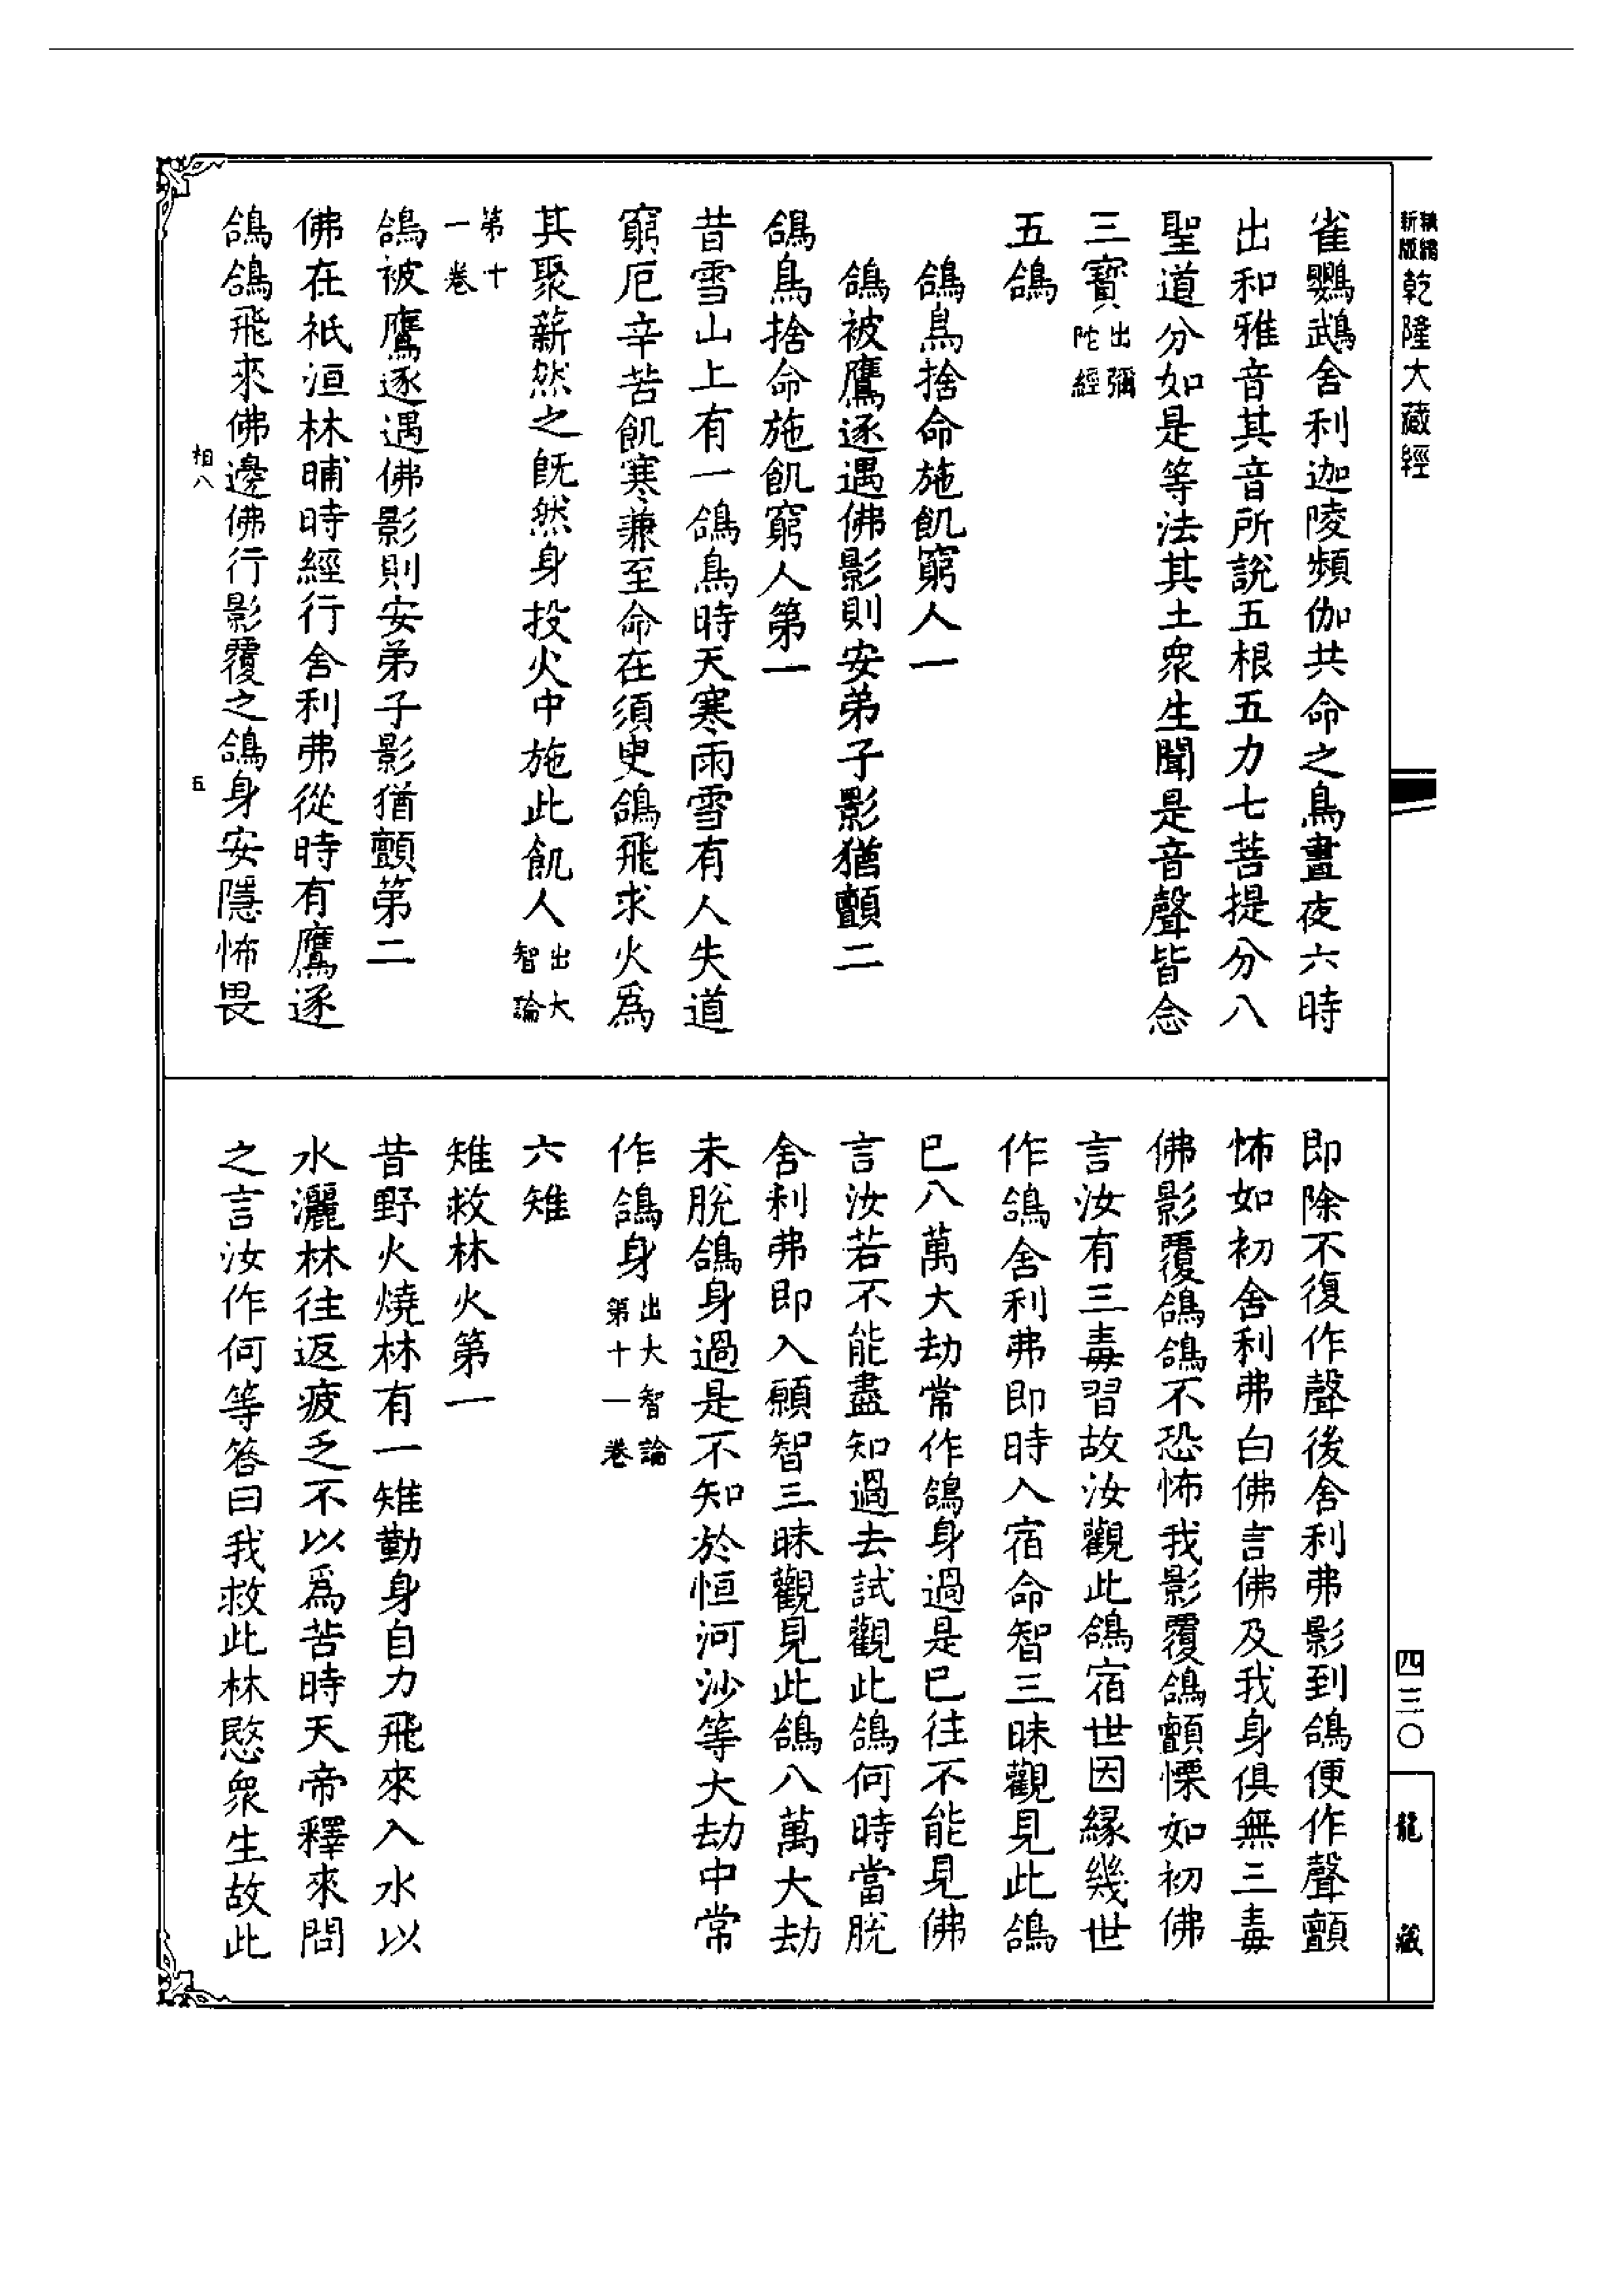 精縮新版乾隆大藏經
四三〇
龍藏
雀鸚鵡舍利迦陵頻伽共命之鳥晝夜六時
出和雅音其音所說五根五力七菩提分八
聖道分如是等法其土衆生聞是音聲皆念
三寶出彌陀經
五鴿
鴿鳥捨命施飢窮人一
鴿被鷹逐遇佛影則安弟子影猶顫二
鴿鳥捨命施飢窮人第一
昔雪山上有一鴿鳥時天寒雨雪有人失道
窮厄辛苦飢寒兼至命在須臾鴿飛求火爲
其聚薪然之旣然身投火中施此飢人出大智論
第十一卷
鴿被鷹逐遇佛影則安弟子影猶顫第二
佛在祇洹林晡時經行舍利弗從時有鷹逐
鴿鴿飛來佛邊佛行影覆之鴿身安隱怖畏
相八
五
即除不復作聲後舍利弗影到鴿便作聲顫
怖如初舍利弗白佛言佛及我身俱無三毒
佛影覆鴿鴿不恐怖我影覆鴿顫慄如初佛
言汝有三毒習故汝觀此鴿宿世因緣幾世
作鴿舍利弗即時入宿命智三昧觀見此鴿
巳八萬大劫常作鴿身過是巳往不能見佛
言汝若不能盡知過去試觀此鴿何時當脫
舍利弗即入願智三昧觀見此鴿八萬大劫
未脫鴿身過是不知於恒河沙等大劫中常
作鴿身出大智論第十一卷
六雉
雉救林火第一
昔野火燒林有一雉勤身自力飛來入水以
水灑林往返疲乏不以爲苦時天帝釋來問
之言汝作何等答曰我救此林愍衆生故此